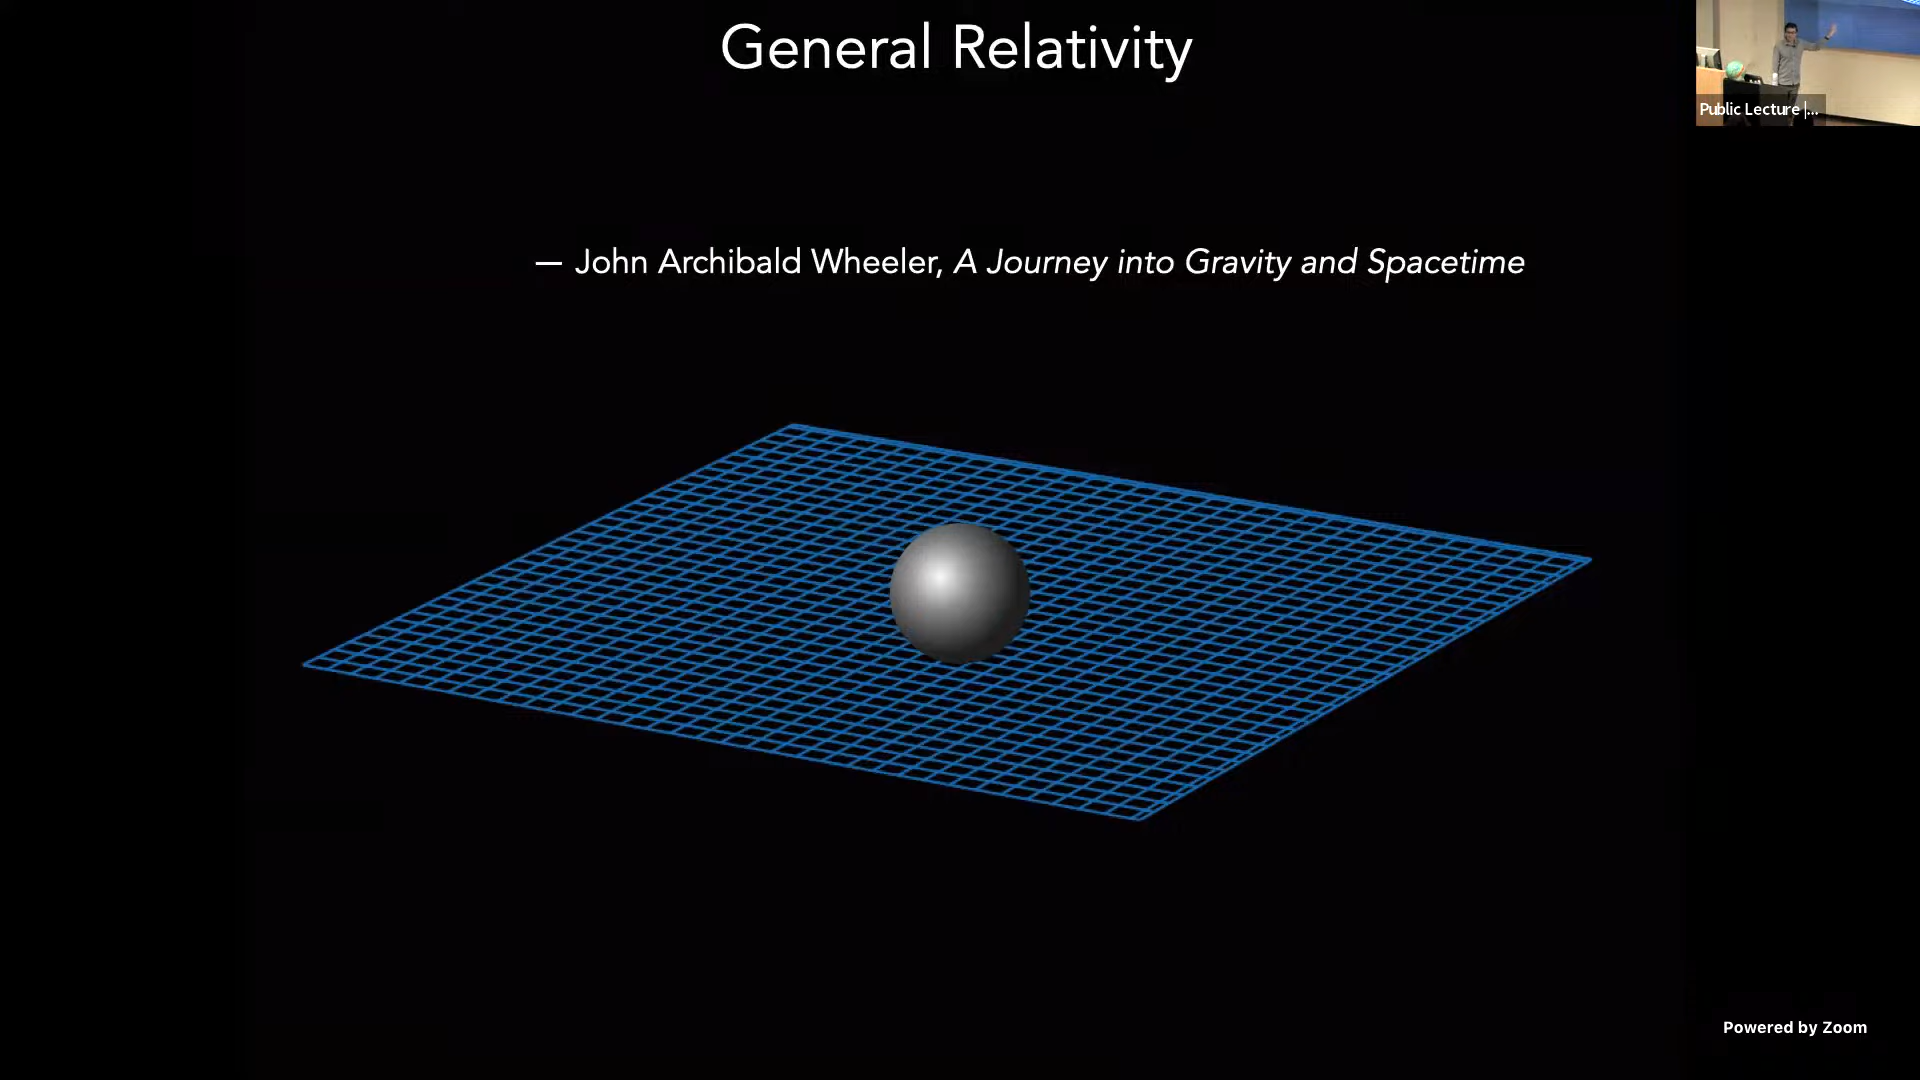 General Relativity
Public Lecture |...
— John Archibald Wheeler, A Journey into Gravity and Spacetime
Powered by Zoom